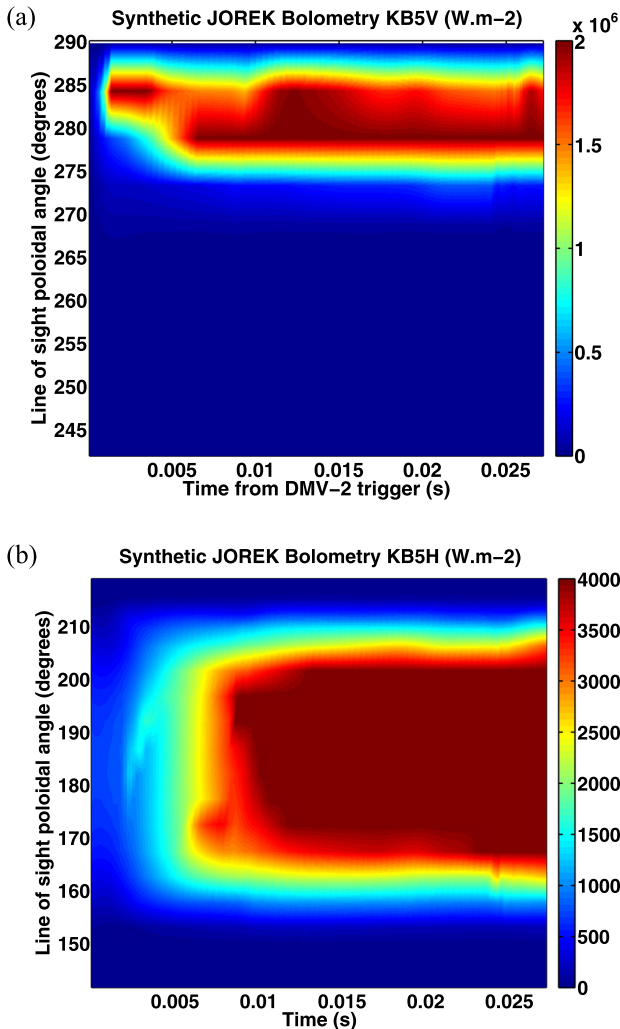 (a)
Synthetic JOREK Bolometry KB5V (W.m−2)
x 10^6
Line of sight poloidal angle (degrees)
290
285
280
275
270
265
260
255
250
245
2
1.5
1
0.5
0
0.005 0.01 0.015 0.02 0.025
Time from DMV−2 trigger (s)
(b)
Synthetic JOREK Bolometry KB5H (W.m−2)
Line of sight poloidal angle (degrees)
210
200
190
180
170
160
150
4000
3500
3000
2500
2000
1500
1000
500
0
0.005 0.01 0.015 0.02 0.025
Time (s)